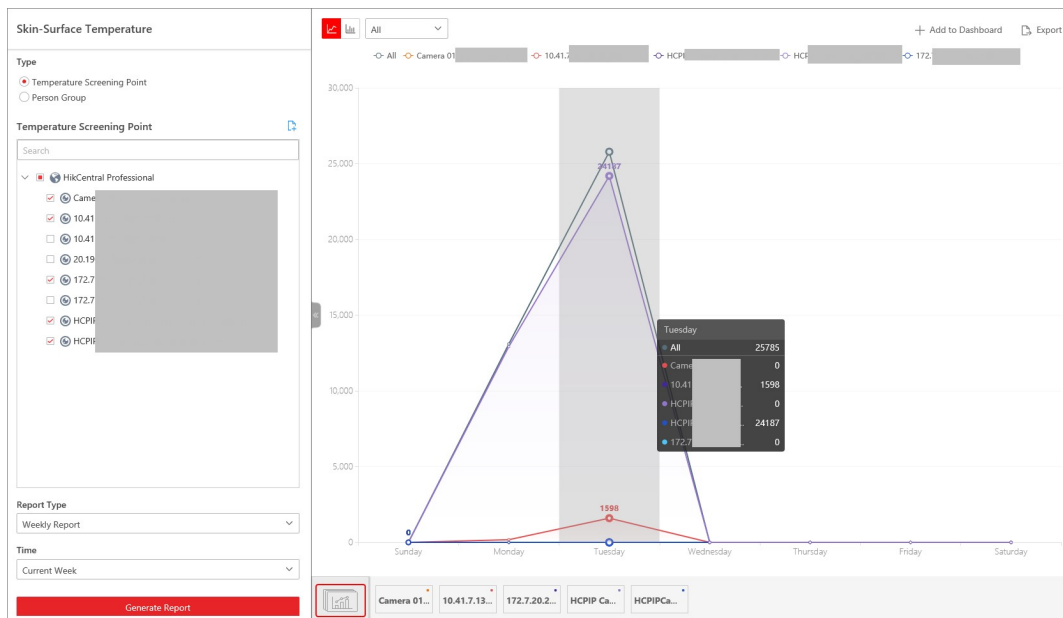 Skin-Surface Temperature
Type
Temperature Screening Point
Person Group
Temperature Screening Point
Search
HikCentral Professional
Came
10.41
10.41
20.19
172.7
172.7
HCPIP
HCPIP
Report Type
Weekly Report
Time
Current Week
Generate Report
All
Add to Dashboard
Export
All Camera 01 10.41.7 HCPI HCP 172.
30,000
25,000
20,000
15,000
10,000
5,000
0
24187
1598
0
Sunday Monday Tuesday Wednesday Thursday Friday Saturday
Tuesday
All 25785
Came 0
10.41 1598
HCPIP 0
HCPIP 24187
172.7 0
Camera 01... 10.41.7.13... 172.7.20.2... HCPIP Ca... HCPIPCa...